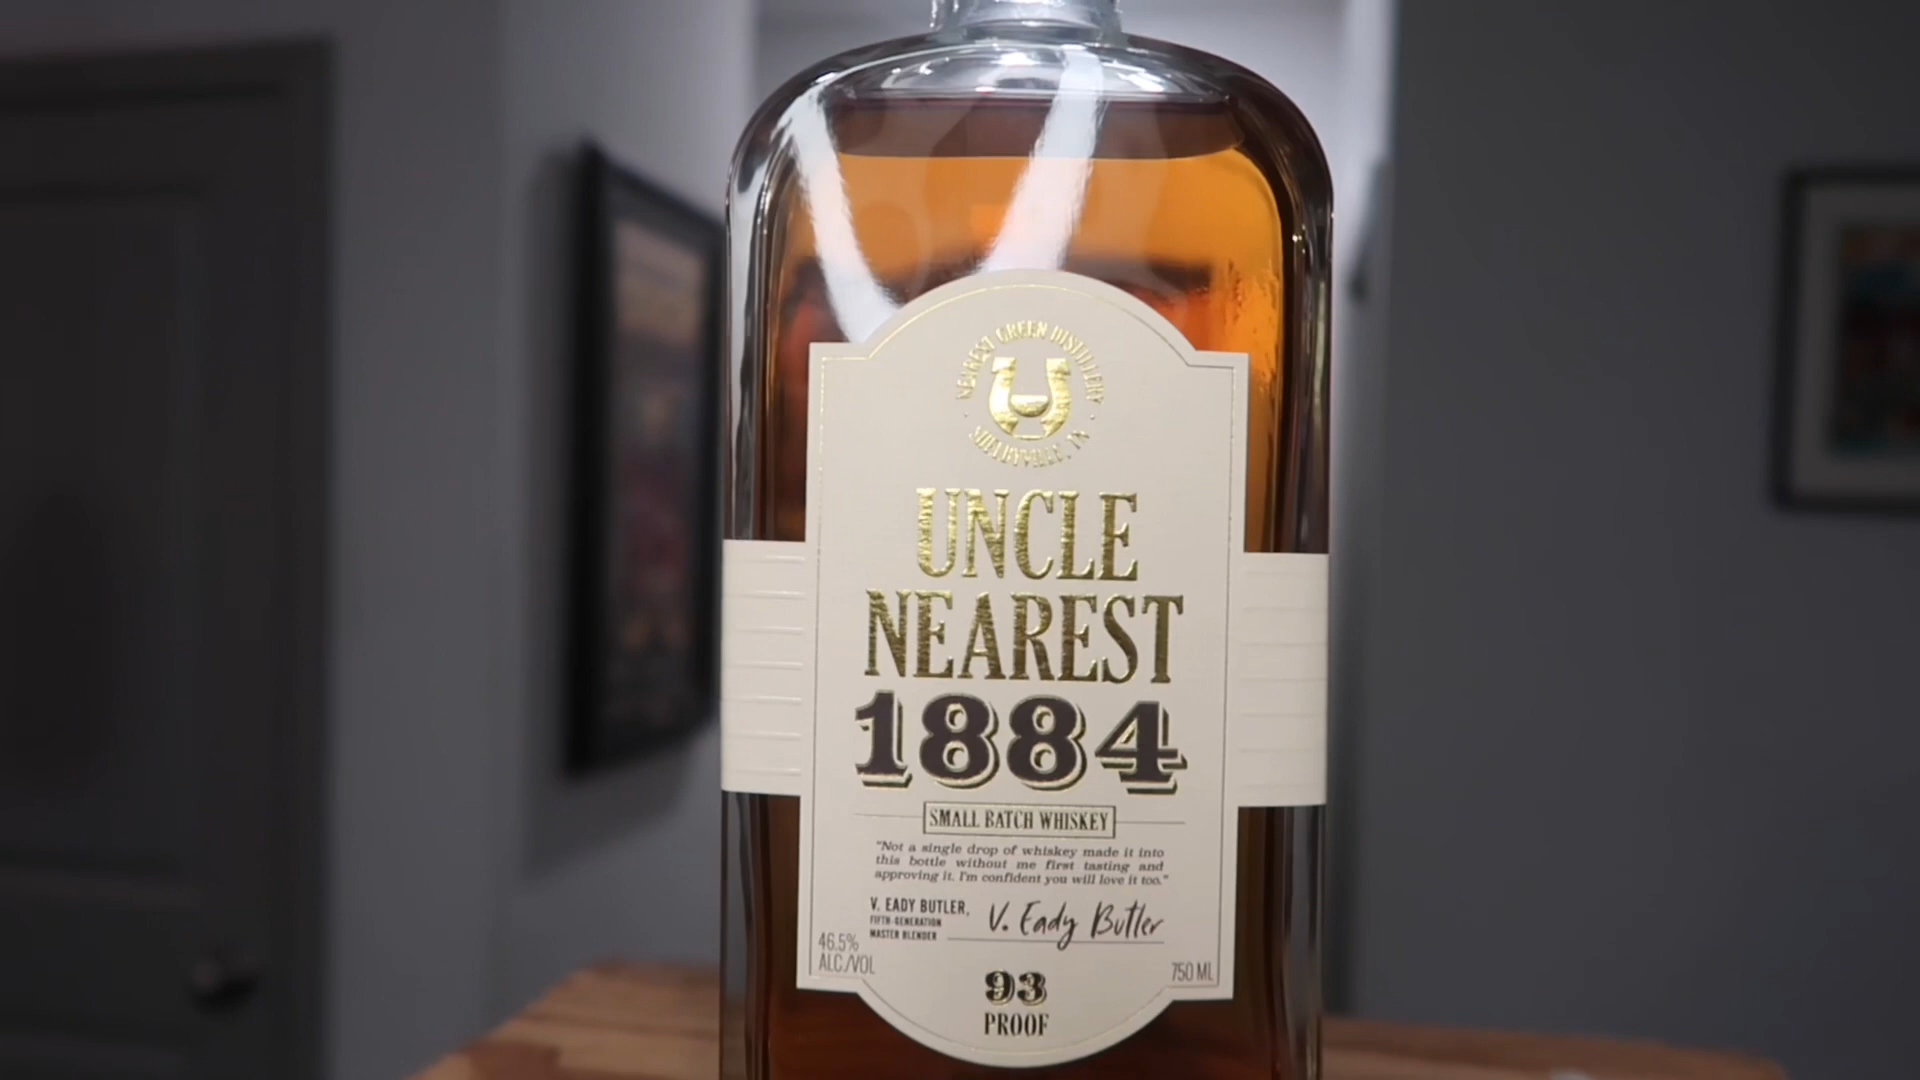 NEAREST GREEN DISTILLERY
SHELBYVILLE, TN
UNCLE
NEAREST
1884
SMALL BATCH WHISKEY
"Not a single drop of whiskey made it into
this bottle without me first tasting and
approving it. I'm confident you will love it too."
V. EADY BUTLER,
FIFTH-GENERATION
MASTER BLENDER
V. Eady Butler
46.5%
ALC/VOL
750 ML
93
PROOF